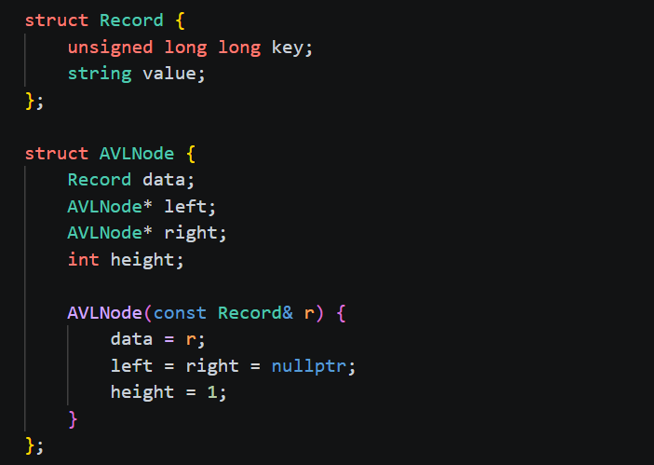 struct Record {
    unsigned long long key;
    string value;
};

struct AVLNode {
    Record data;
    AVLNode* left;
    AVLNode* right;
    int height;

    AVLNode(const Record& r) {
        data = r;
        left = right = nullptr;
        height = 1;
    }
};